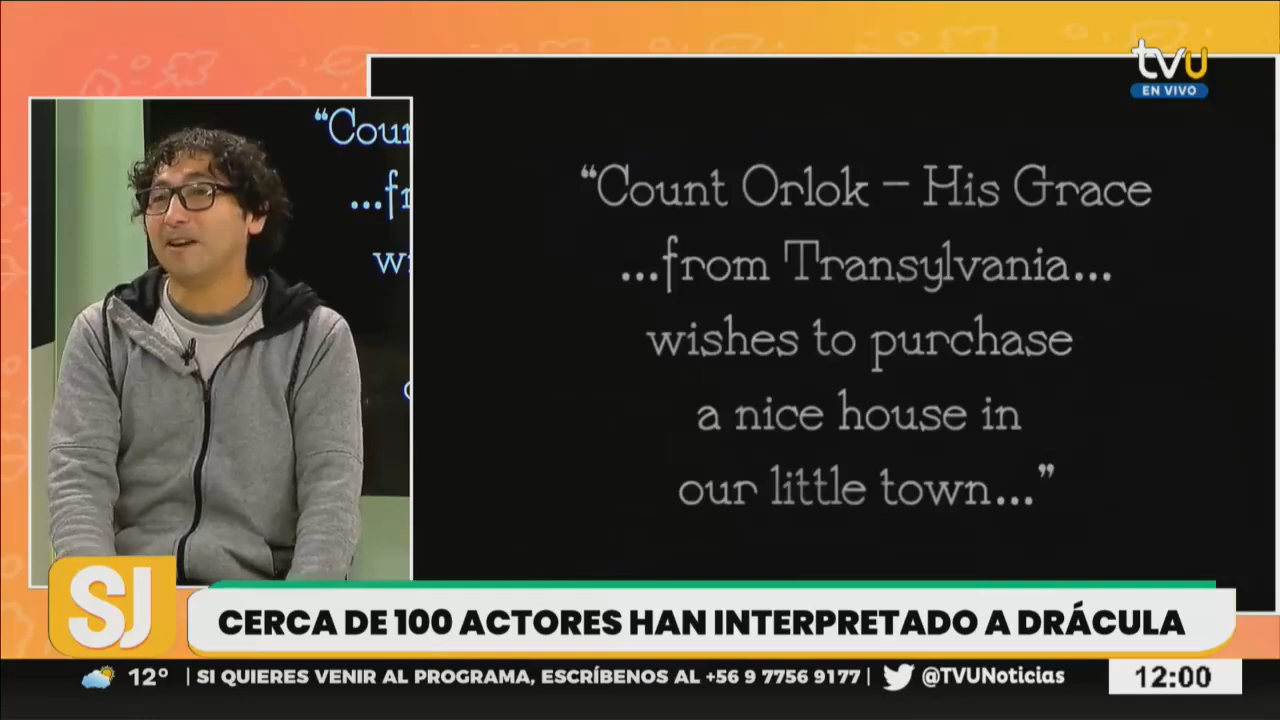 tvu
EN VIVO
“Coun
...fr
wi
“Count Orlok – His Grace
...from Transylvania...
wishes to purchase
a nice house in
our little town...”
SJ
CERCA DE 100 ACTORES HAN INTERPRETADO A DRÁCULA
12° | SI QUIERES VENIR AL PROGRAMA, ESCRÍBENOS AL +56 9 7756 9177 | @TVUNoticias
12:00